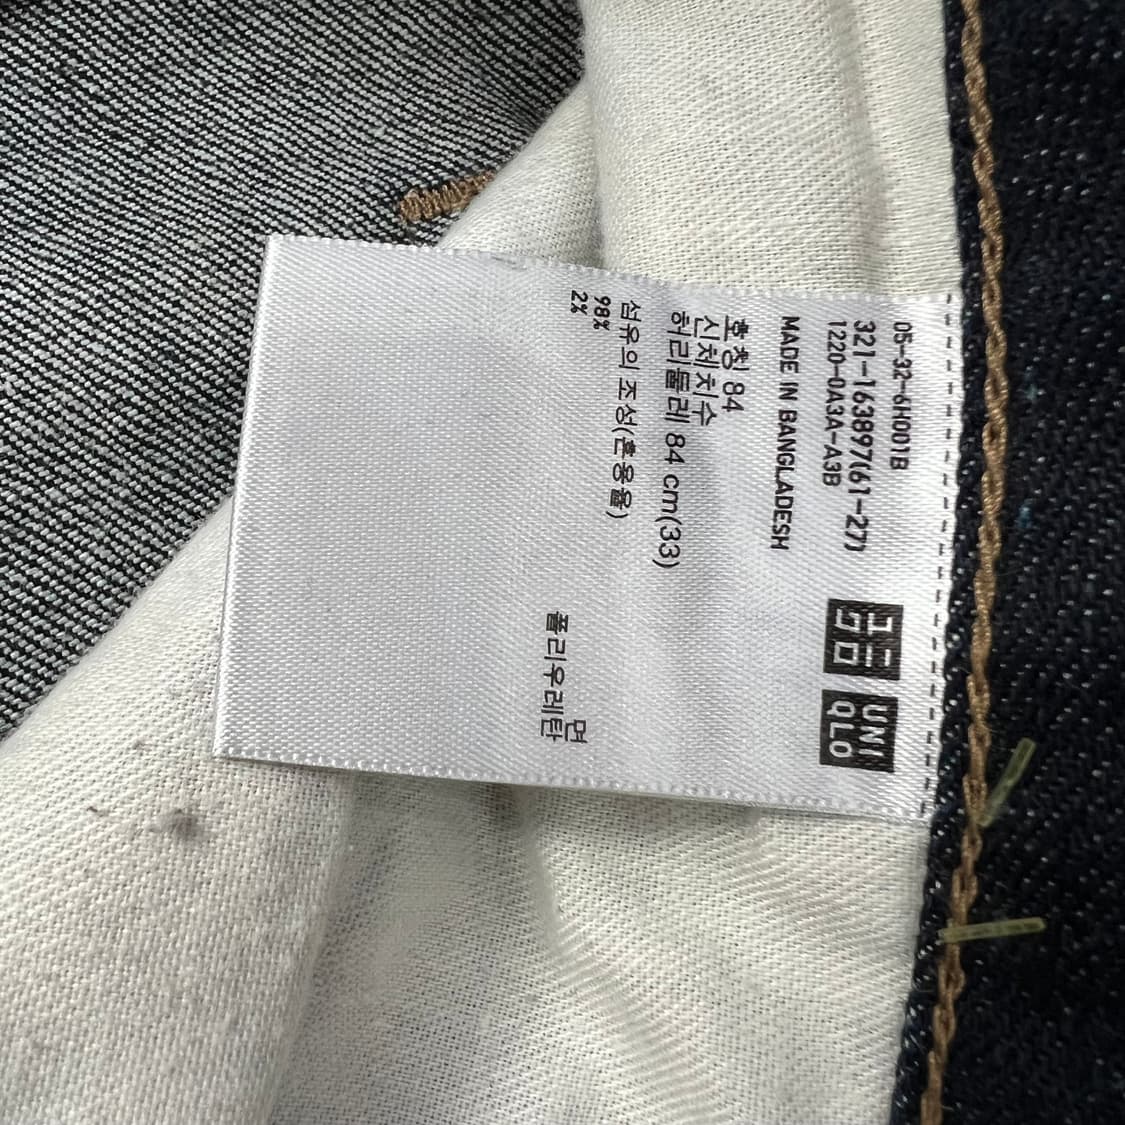 05-32-6H001B
321-163897(61-27)
1220-0A3A-A3B
ユニ
クロ
UNI
QLO
MADE IN BANGLADESH
호칭 84
신체치수
허리둘레 84 cm(33)
섬유의 조성(혼용율)
98% 면
2% 폴리우레탄